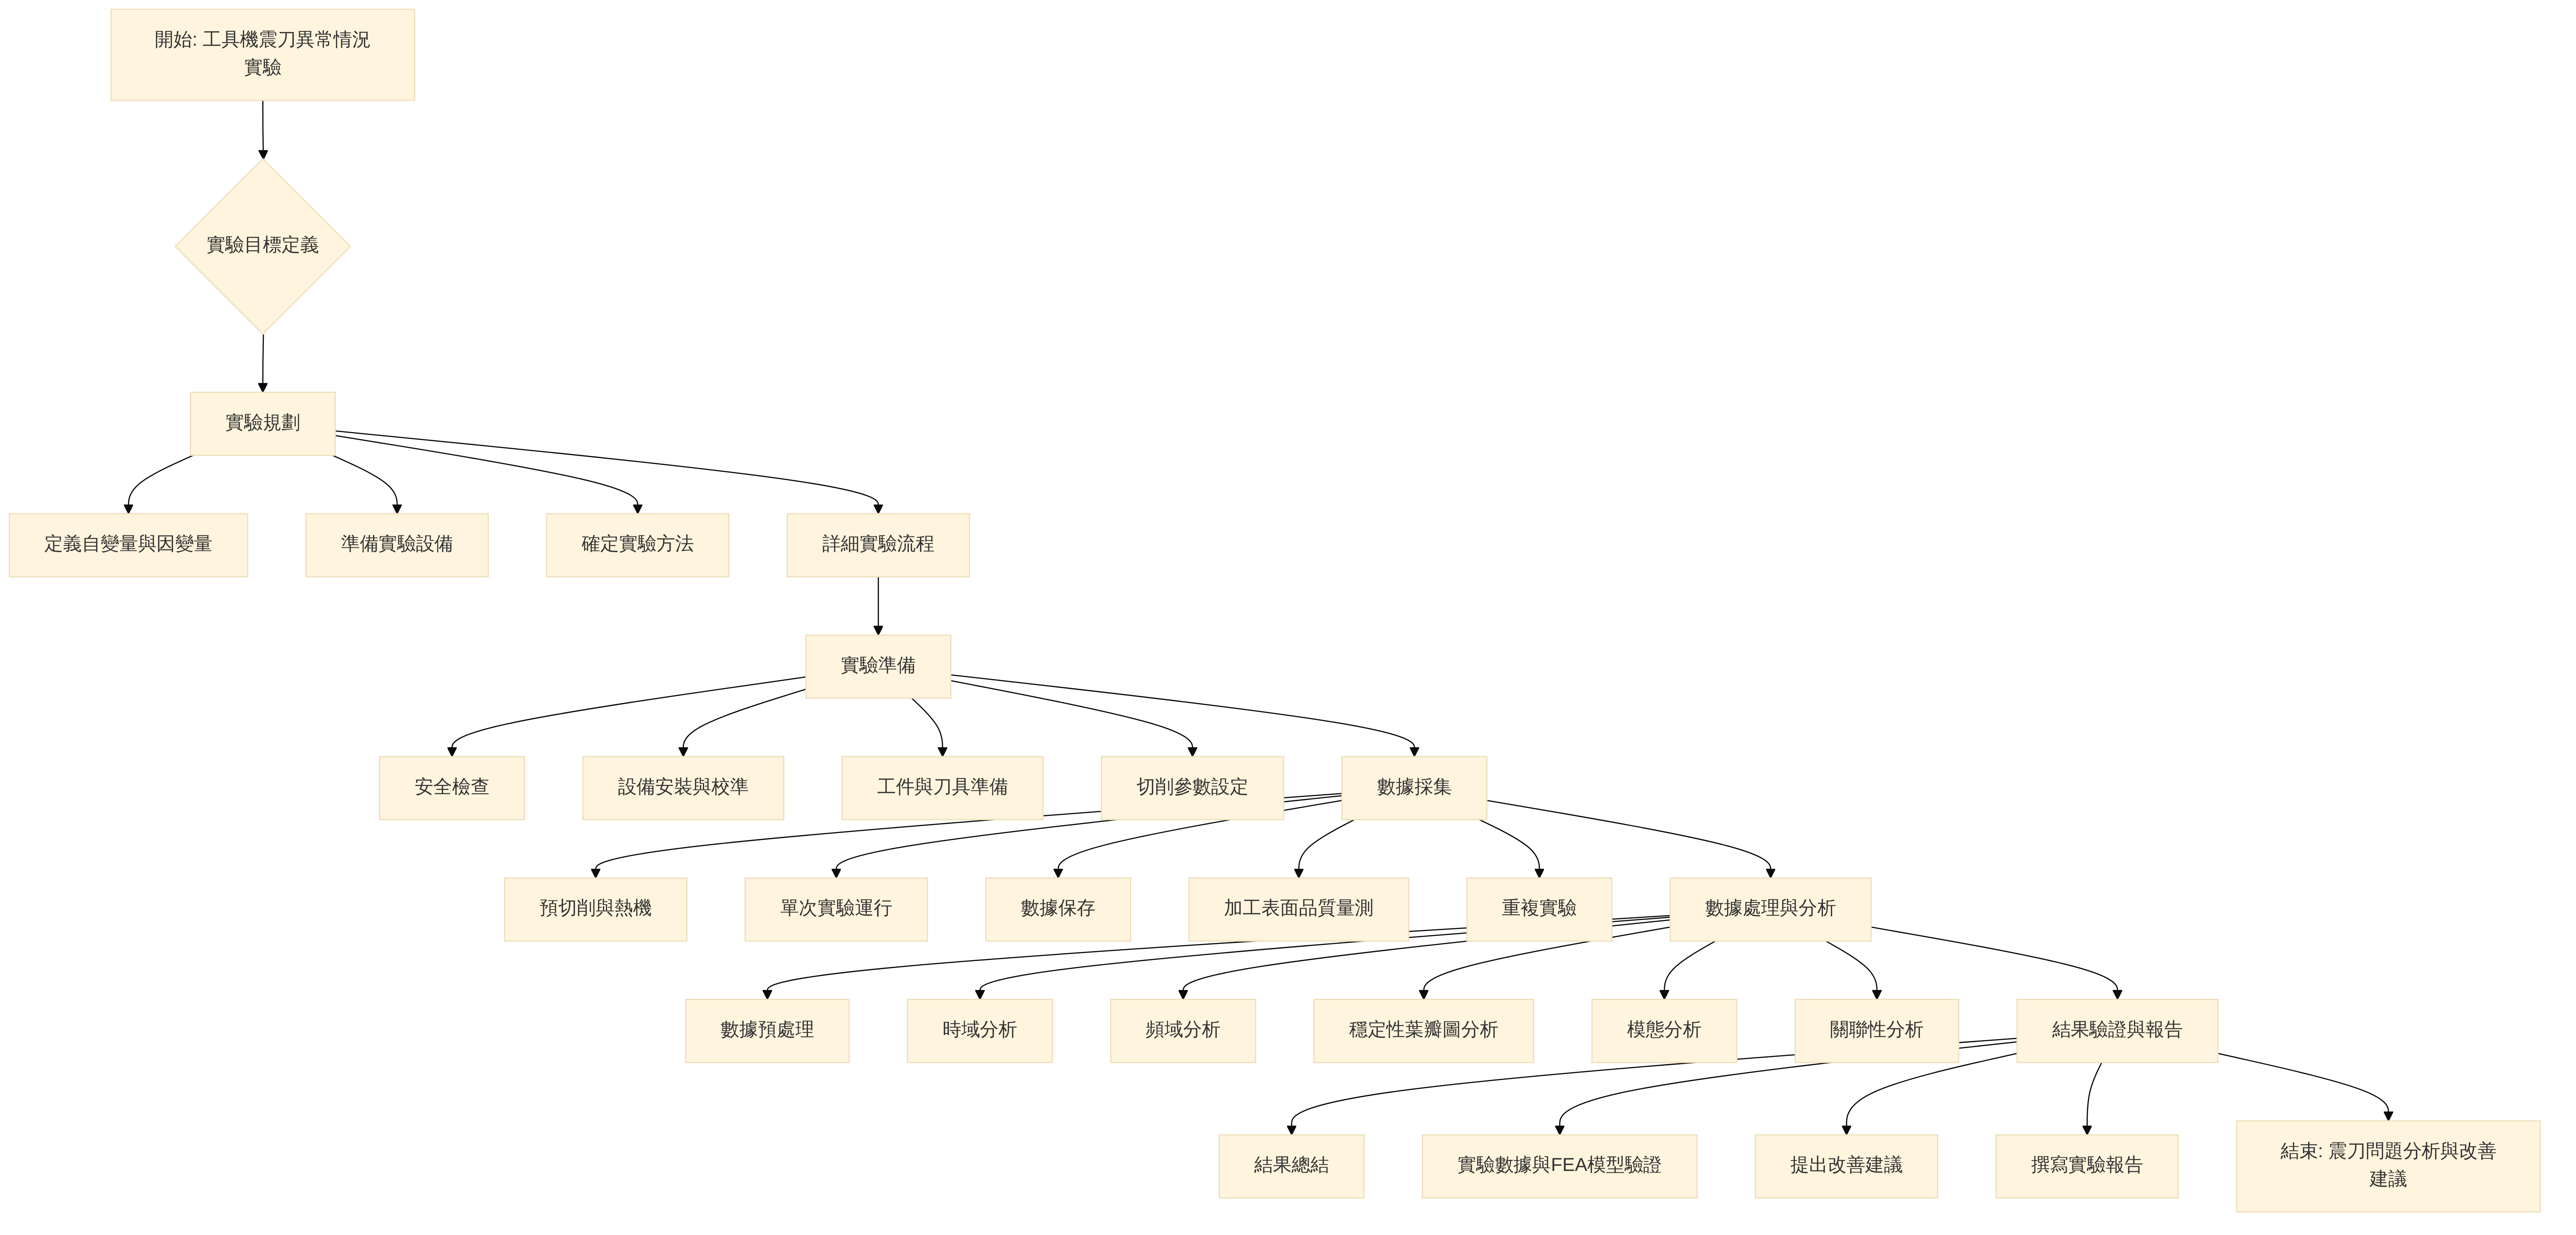 開始: 工具機震刀異常情況
實驗
實驗目標定義
實驗規劃
定義自變量與因變量
準備實驗設備
確定實驗方法
詳細實驗流程
實驗準備
安全檢查
設備安裝與校準
工件與刀具準備
切削參數設定
數據採集
預切削與熱機
單次實驗運行
數據保存
加工表面品質量測
重複實驗
數據處理與分析
數據預處理
時域分析
頻域分析
穩定性葉瓣圖分析
模態分析
關聯性分析
結果驗證與報告
結果總結
實驗數據與FEA模型驗證
提出改善建議
撰寫實驗報告
結束: 震刀問題分析與改善
建議